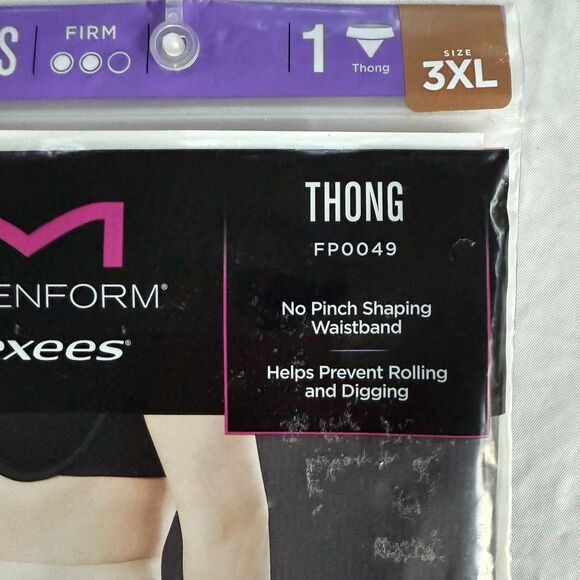 S
FIRM
1
Thong
SIZE
3XL
THONG
FP0049
ENFORM®
exees®
No Pinch Shaping
Waistband
Helps Prevent Rolling
and Digging